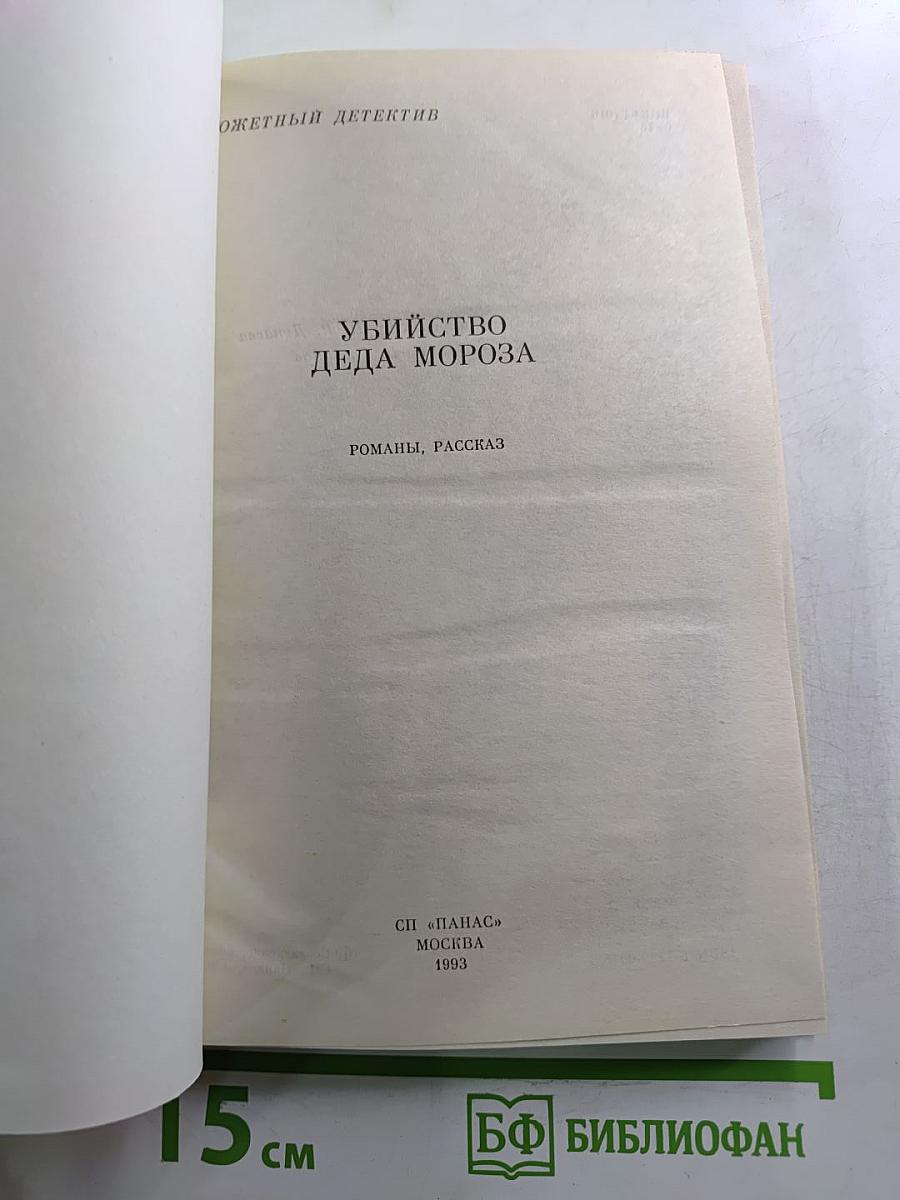 ОЖЕТНЫЙ ДЕТЕКТИВ
УБИЙСТВО
ДЕДА МОРОЗА
РОМАНЫ, РАССКАЗ
СП «ПАНАС»
МОСКВА
1993
15 см
БФ БИБЛИОФАН